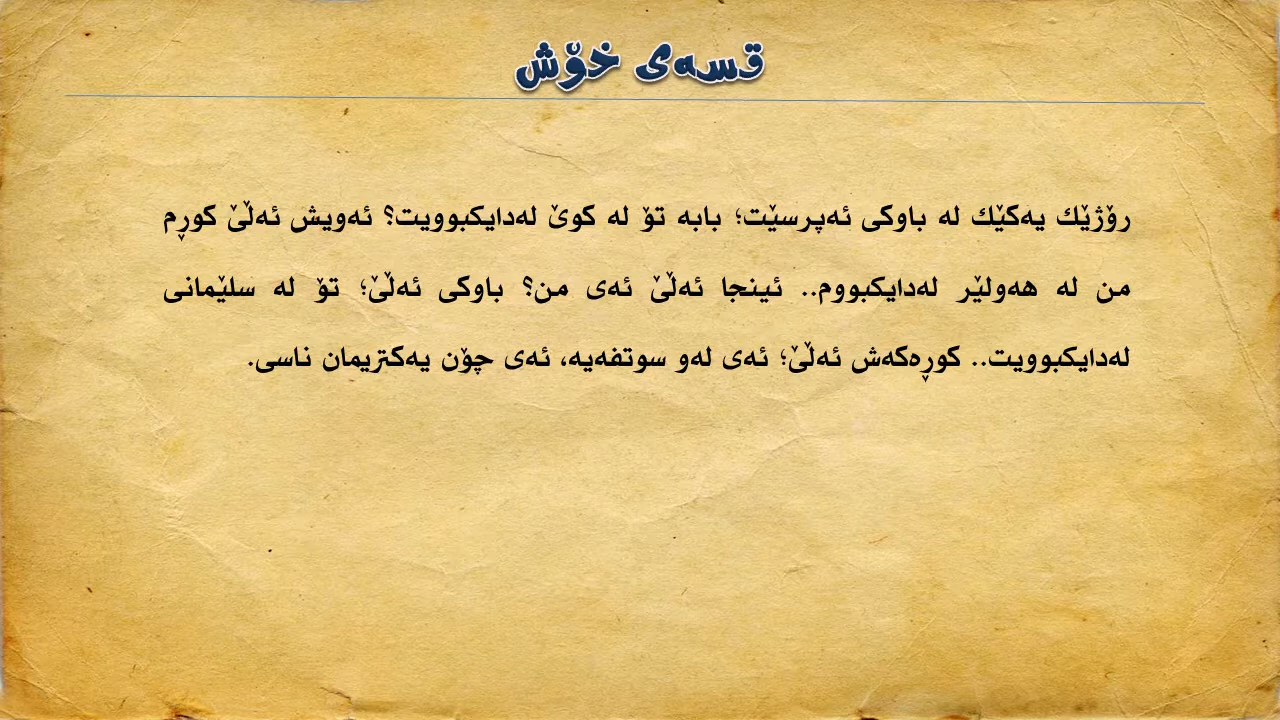 قسەی خۆش
رۆژێك یەكێك لە باوكی ئەپرسێت؛ بابە تۆ لە كوێ لەدایكبوویت؟ ئەویش ئەڵێ كوڕم
من لە هەولێر لەدایكبووم.. ئینجا ئەڵێ ئەی من؟ باوكی ئەڵێ؛ تۆ لە سلێمانی
لەدایكبوویت.. كوڕەكەش ئەڵێ؛ ئەی لەو سوتفەیە، ئەی چۆن یەكتریمان ناسی.